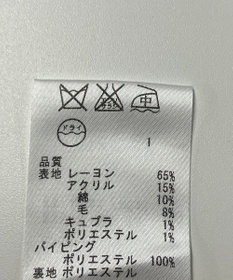 中
ドライ
1
品質
表地 レーヨン 65%
アクリル 15%
綿 10%
毛 8%
キュプラ 1%
ポリエステル 1%
パイピング
ポリエステル 100%
裏地 ポリエステル